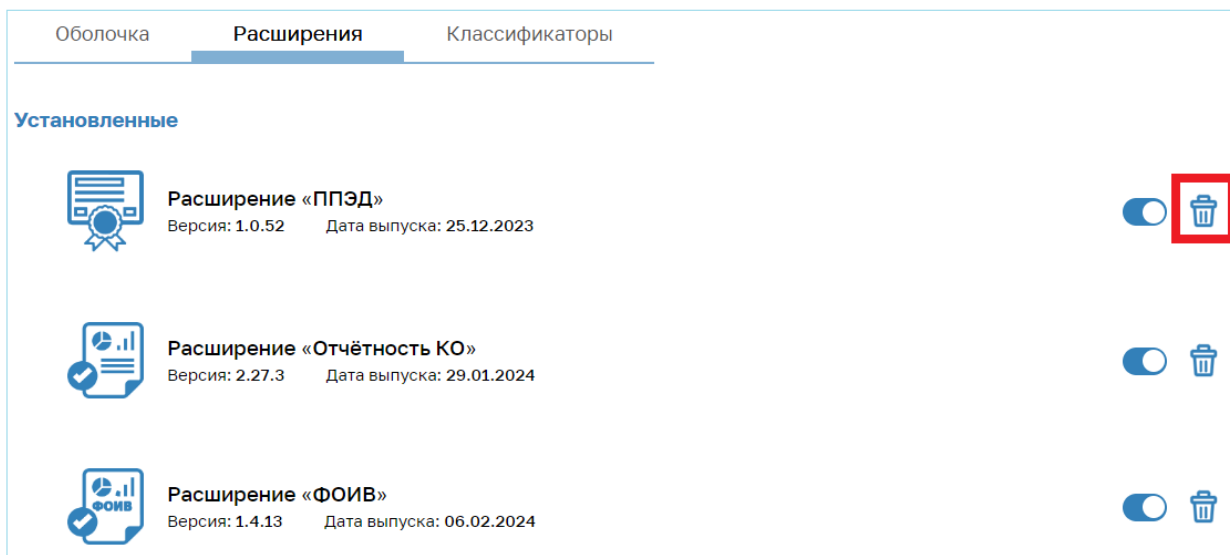 Оболочка Расширения Классификаторы
Установленные
Расширение «ППЭД»
Версия: 1.0.52 Дата выпуска: 25.12.2023
Расширение «Отчётность КО»
Версия: 2.27.3 Дата выпуска: 29.01.2024
ФОИВ
Расширение «ФОИВ»
Версия: 1.4.13 Дата выпуска: 06.02.2024